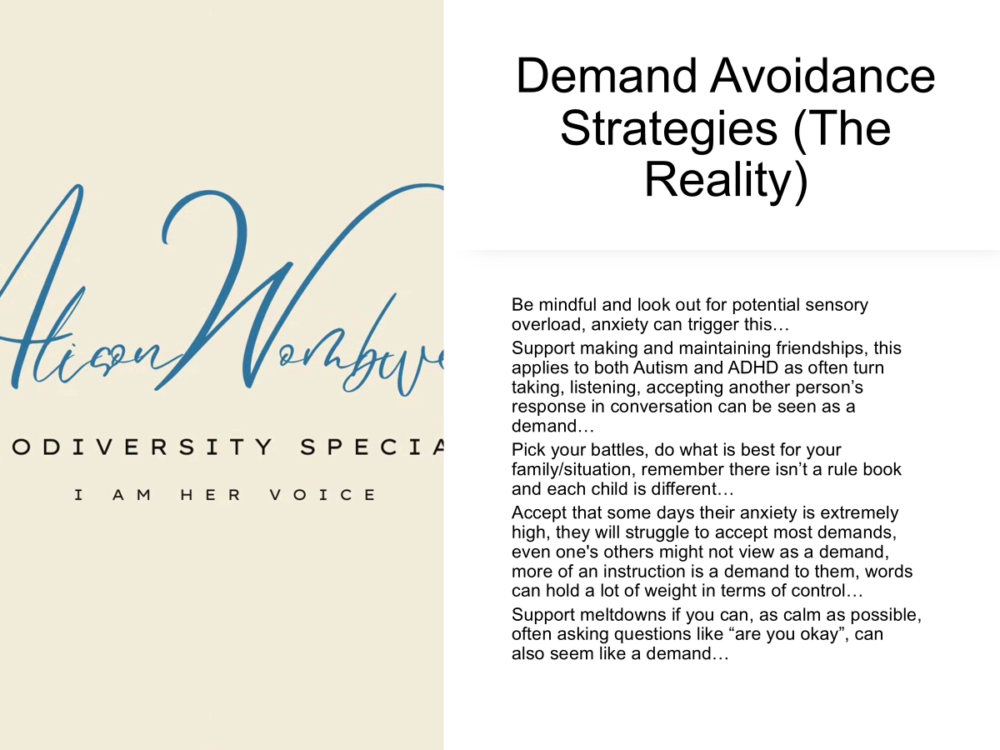 Alison Wombwe
ODIVERSITY SPECIA
I AM HER VOICE
Demand Avoidance
Strategies (The
Reality)
Be mindful and look out for potential sensory
overload, anxiety can trigger this…
Support making and maintaining friendships, this
applies to both Autism and ADHD as often turn
taking, listening, accepting another person’s
response in conversation can be seen as a
demand…
Pick your battles, do what is best for your
family/situation, remember there isn’t a rule book
and each child is different…
Accept that some days their anxiety is extremely
high, they will struggle to accept most demands,
even one's others might not view as a demand,
more of an instruction is a demand to them, words
can hold a lot of weight in terms of control…
Support meltdowns if you can, as calm as possible,
often asking questions like “are you okay”, can
also seem like a demand…